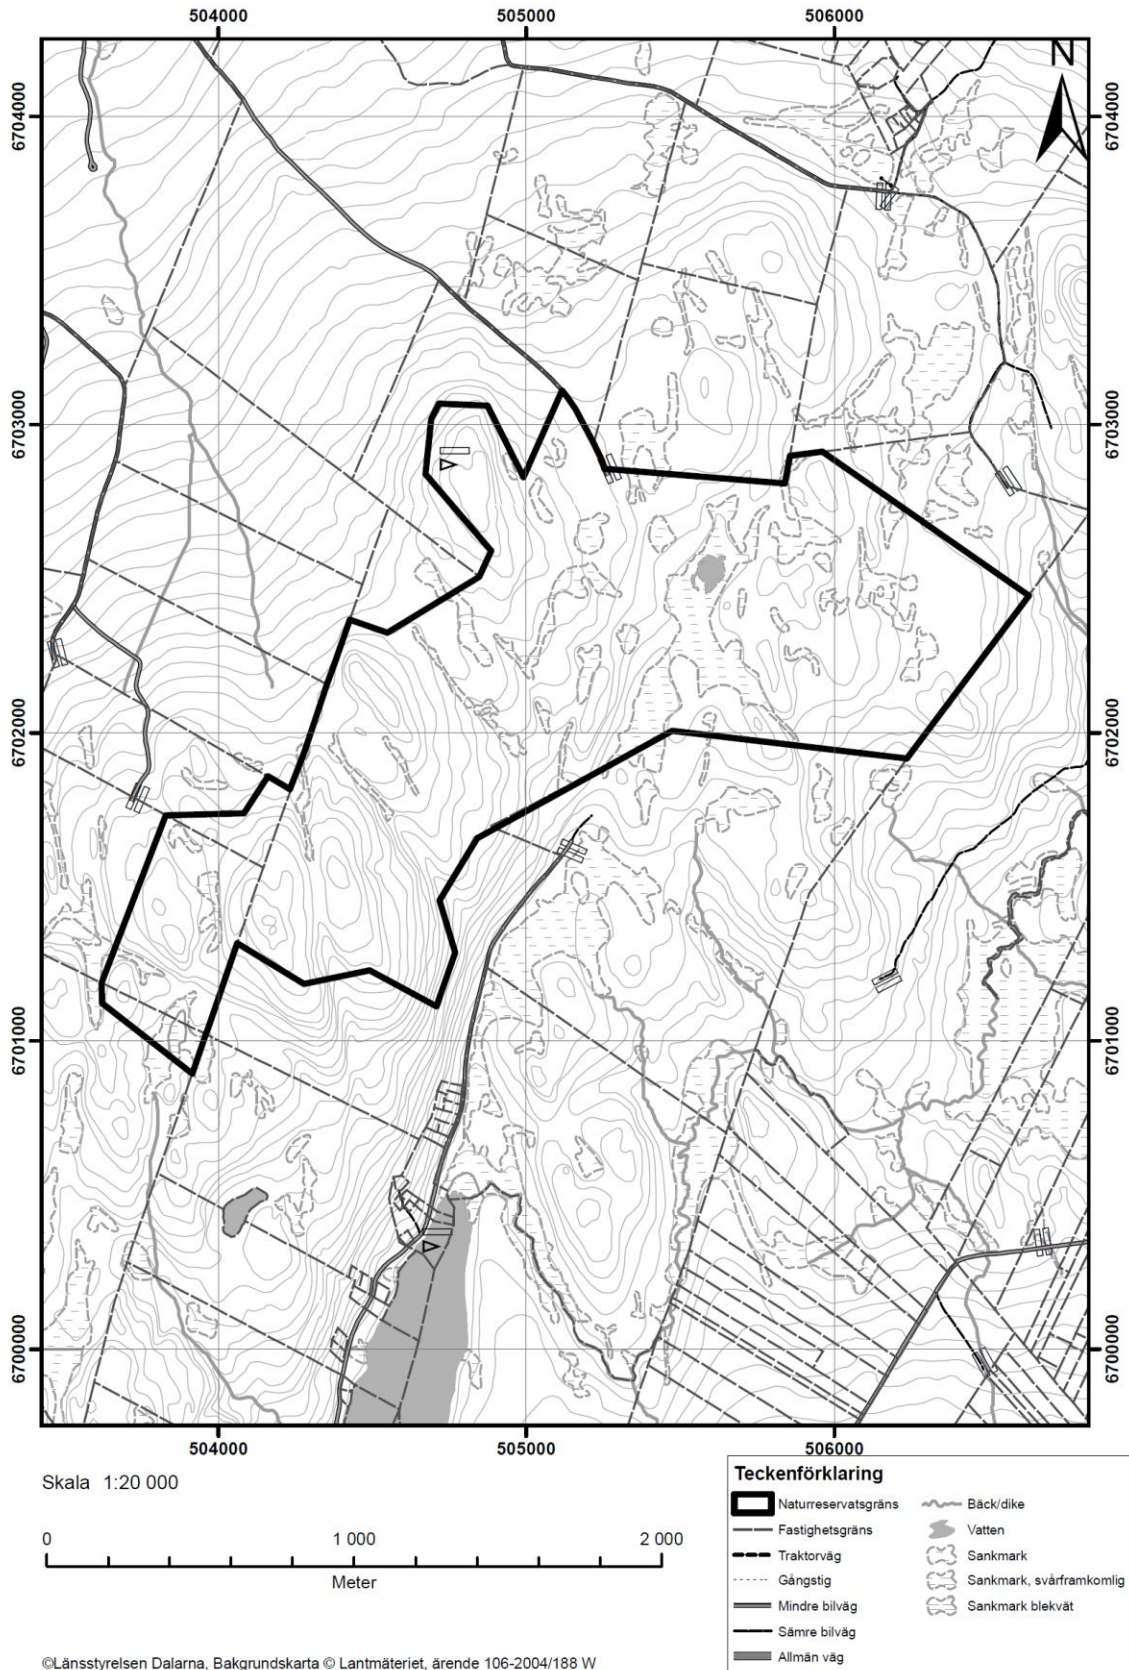 504000 505000 506000
N
6704000 6704000
6703000 6703000
6702000 6702000
6701000 6701000
6700000 6700000
504000 505000 506000
Skala 1:20 000
0 1 000 2 000
Meter
Teckenförklaring
Naturreservatsgräns
Fastighetsgräns
Traktorväg
Gångstig
Mindre bilväg
Sämre bilväg
Allmän väg
Bäck/dike
Vatten
Sankmark
Sankmark, svårframkomlig
Sankmark blekvät
©Länsstyrelsen Dalarna, Bakgrundskarta © Lantmäteriet, ärende 106-2004/188 W